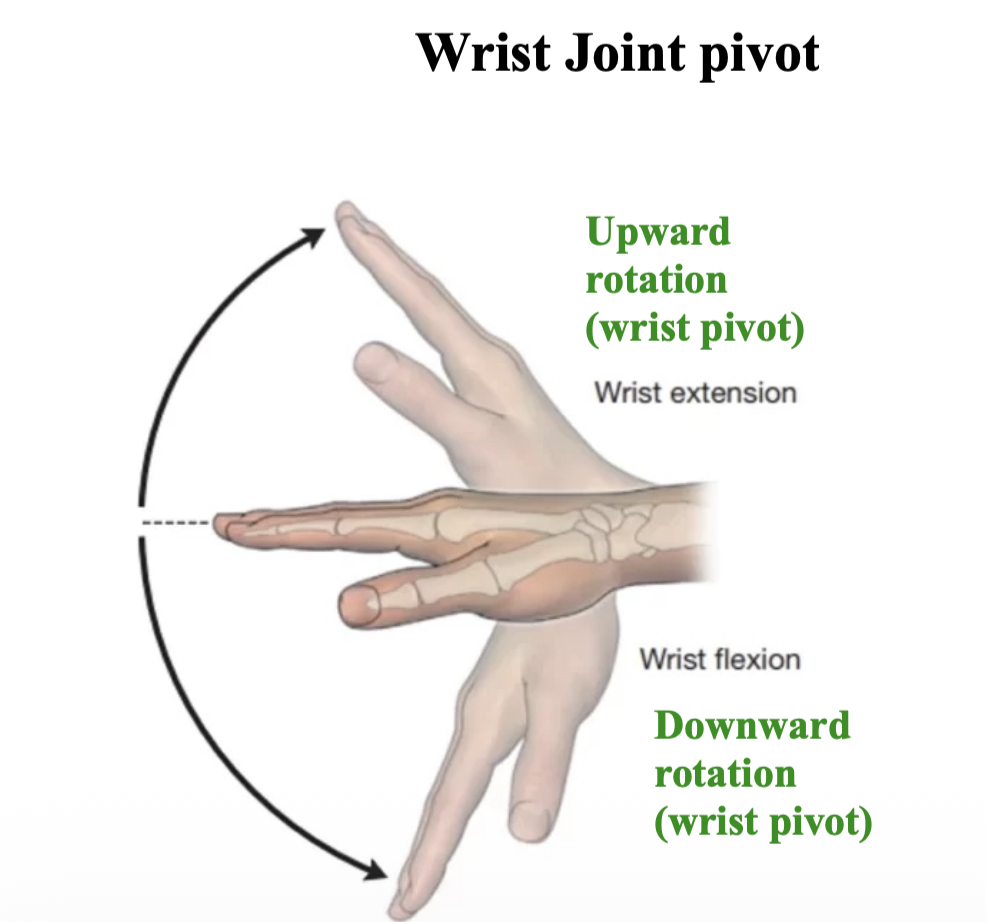 Wrist Joint pivot
Upward
rotation
(wrist pivot)
Wrist extension
Wrist flexion
Downward
rotation
(wrist pivot)